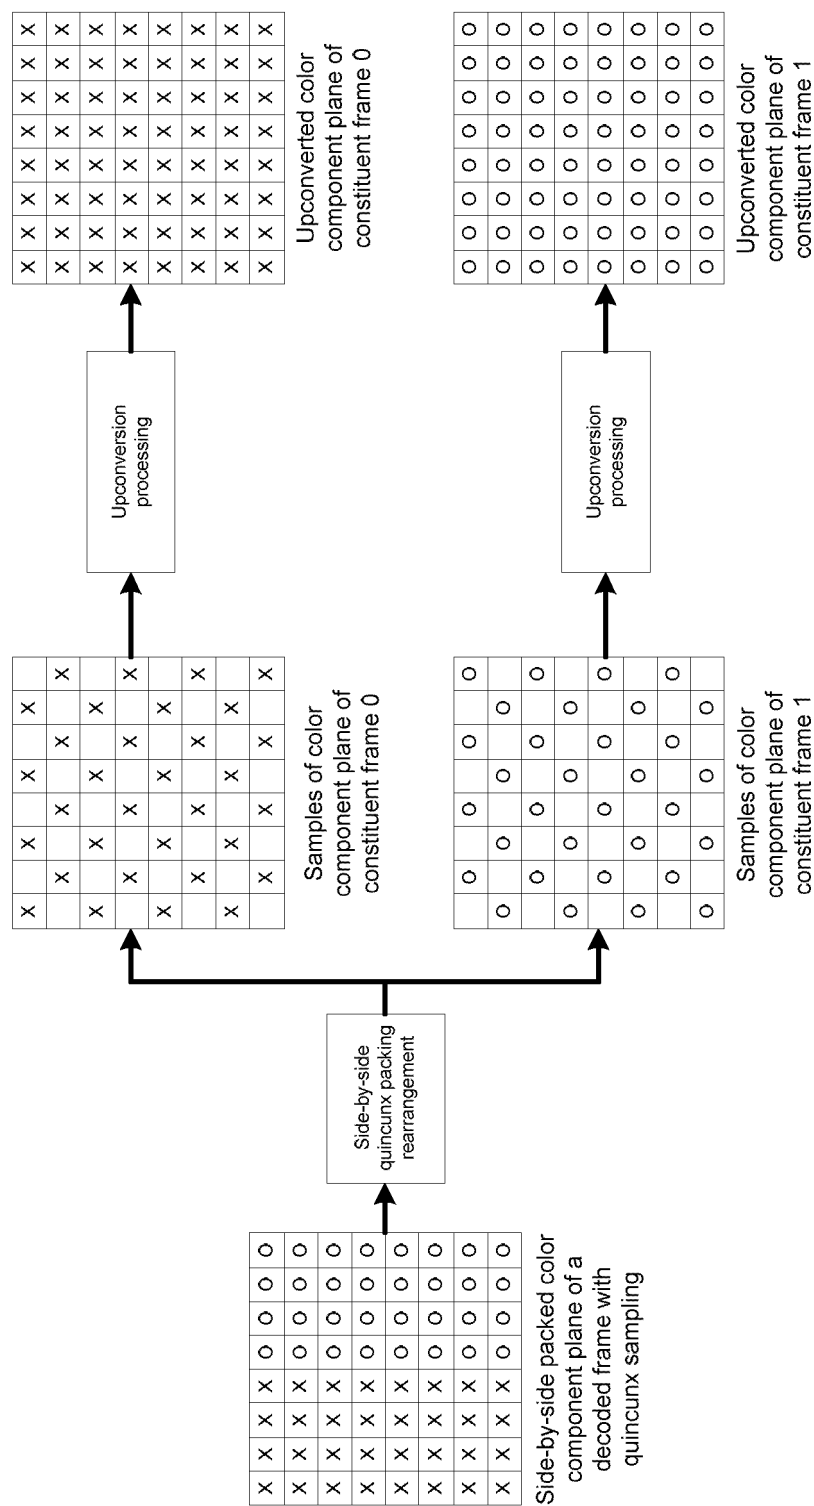 Side-by-side packed color
component plane of a
decoded frame with
quincunx sampling
Side-by-side
quincunx packing
rearrangement
Samples of color
component plane of
constituent frame 0
Upconversion
processing
Upconverted color
component plane of
constituent frame 0
Samples of color
component plane of
constituent frame 1
Upconversion
processing
Upconverted color
component plane of
constituent frame 1